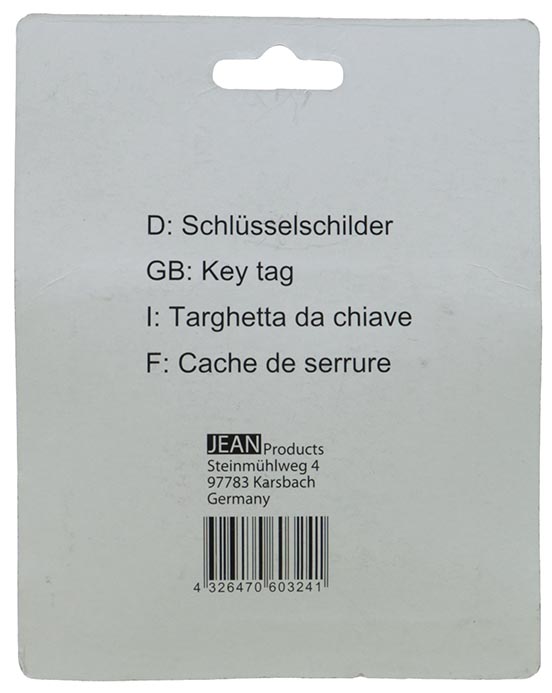 D: Schlüsselschilder
GB: Key tag
I: Targhetta da chiave
F: Cache de serrure
JEAN Products
Steinmühlweg 4
97783 Karsbach
Germany
4 326470 603241